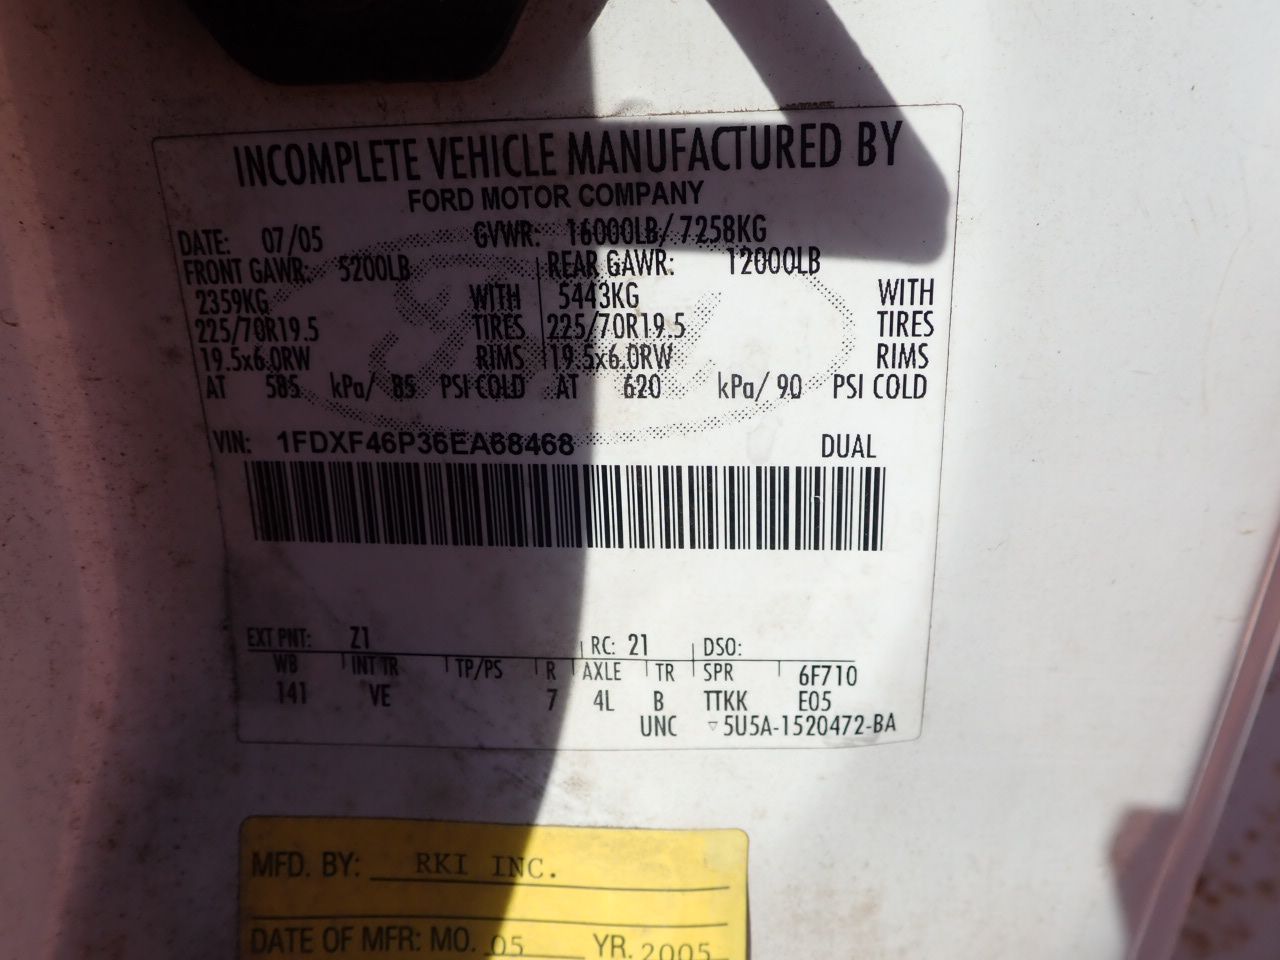 INCOMPLETE VEHICLE MANUFACTURED BY
FORD MOTOR COMPANY
DATE: 07/05 GVWR: 16000LB/ 7258KG
FRONT GAWR: 5200LB REAR GAWR: 12000LB
2359KG WITH 5443KG WITH
225/70R19.5 TIRES 225/70R19.5 TIRES
19.5x6.0RW RIMS 19.5x6.0RW RIMS
AT 585 kPa/ 85 PSI COLD AT 620 kPa/ 90 PSI COLD
VIN: 1FDXF46P36EA68468 DUAL
EXT PNT: Z1 RC: 21 DSO:
WB INT TR TP/PS R AXLE TR SPR 6F710
141 VE 7 4L B TTKK E05
UNC ▽5U5A-1520472-BA
MFD. BY: RKI INC.
DATE OF MFR: MO. 05 YR. 2005